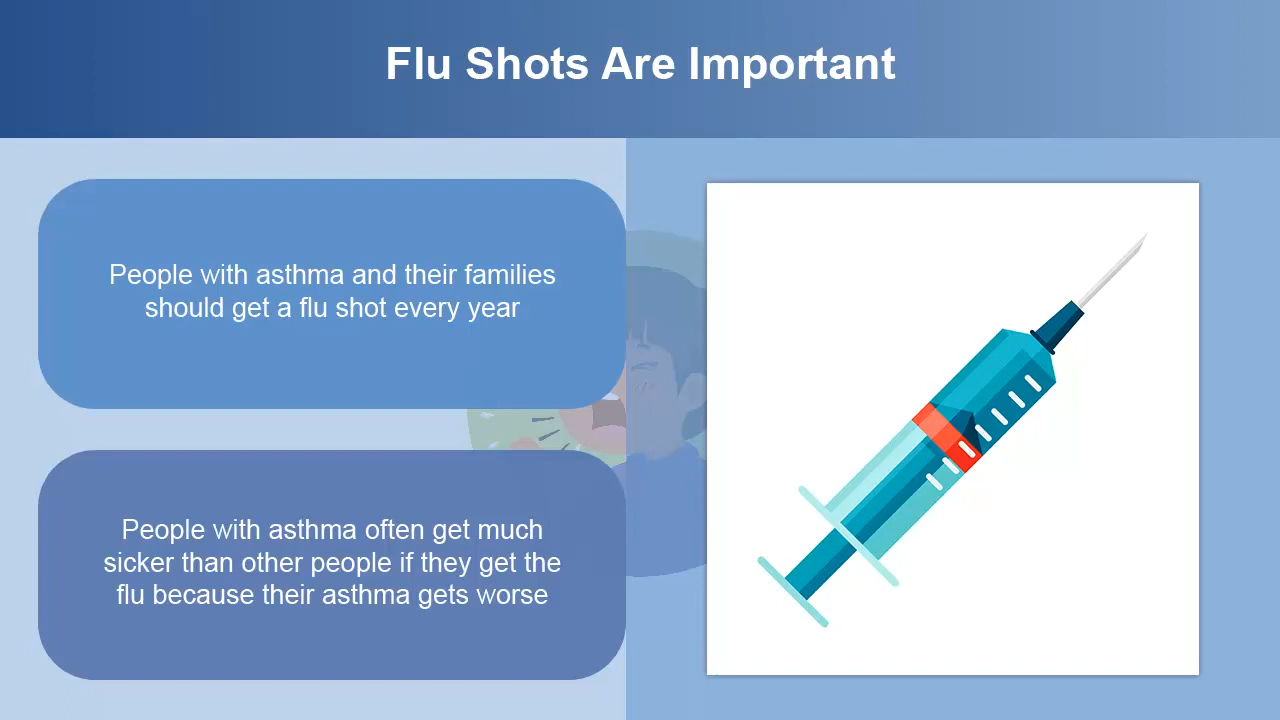 Flu Shots Are Important
People with asthma and their families
should get a flu shot every year
People with asthma often get much
sicker than other people if they get the
flu because their asthma gets worse